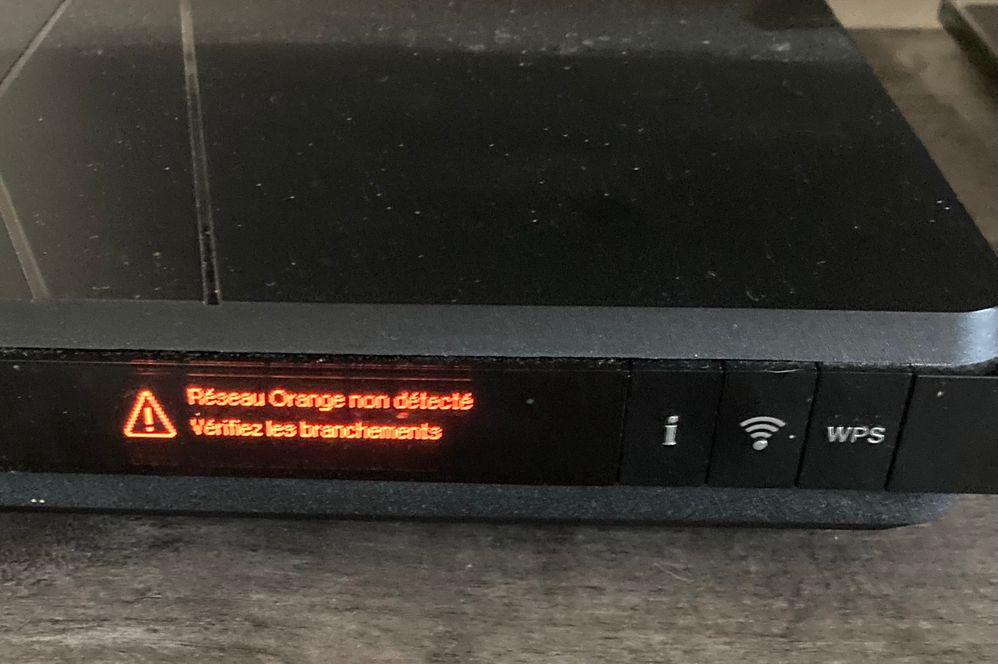 Réseau Orange non détecté
Vérifiez les branchements
i
WPS